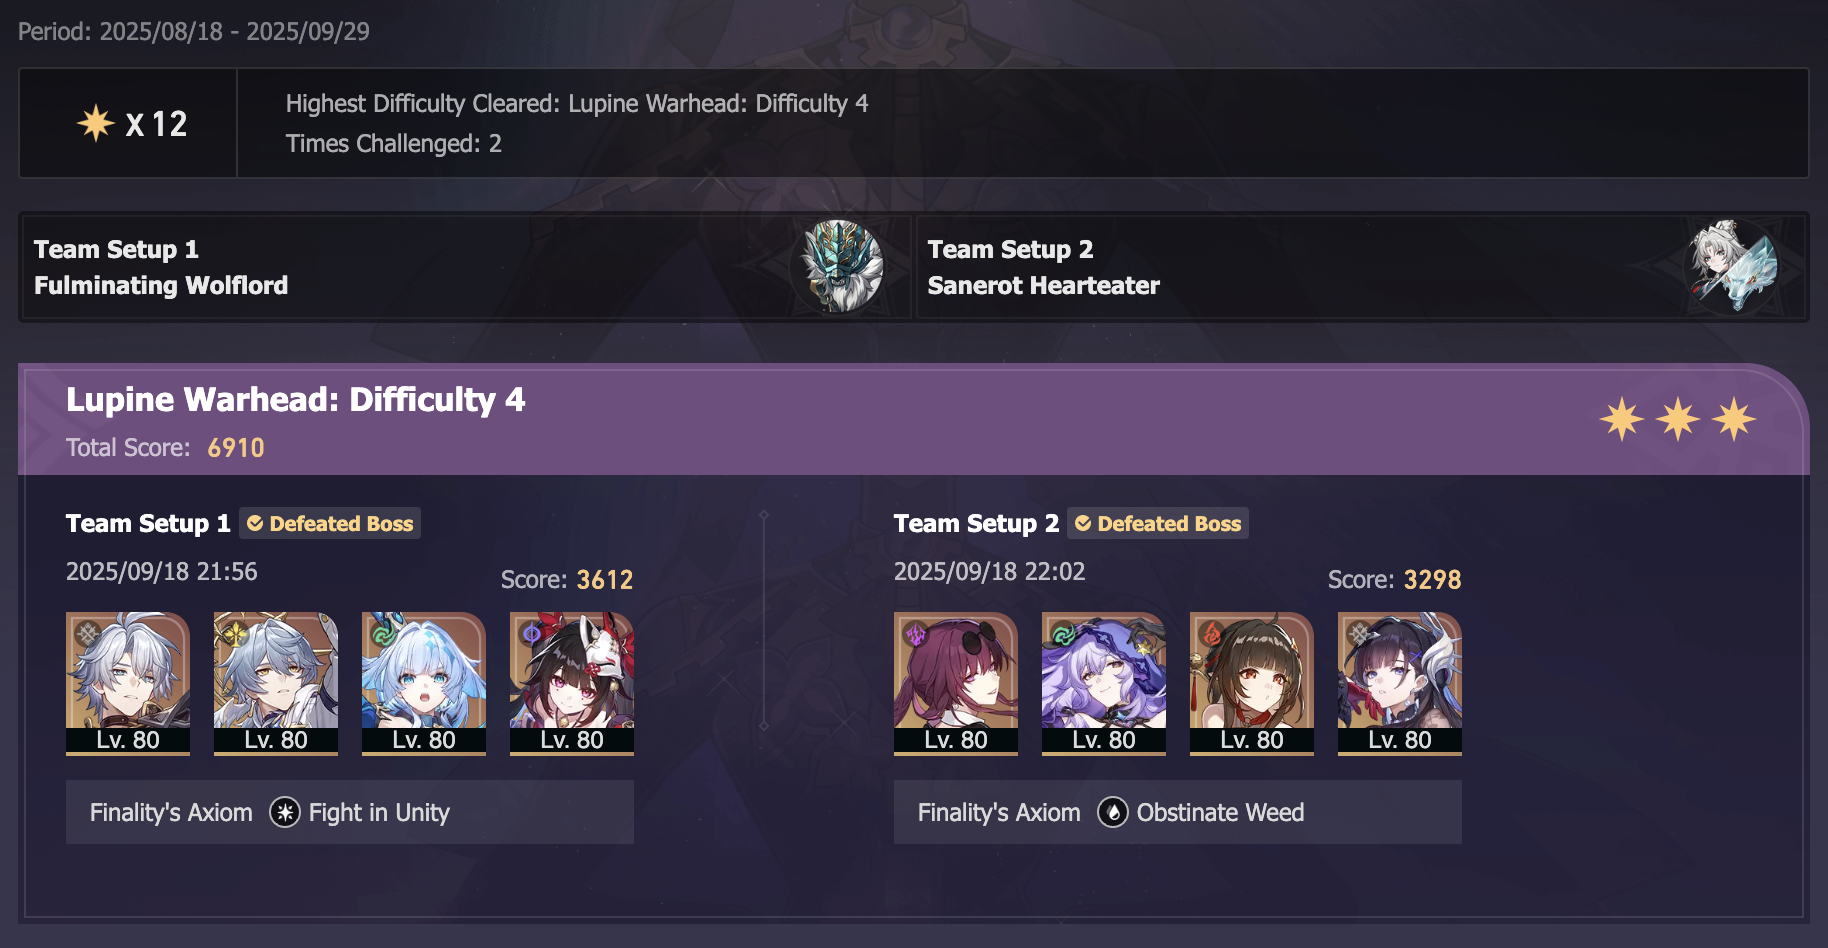 Period: 2025/08/18 - 2025/09/29
x 12
Highest Difficulty Cleared: Lupine Warhead: Difficulty 4
Times Challenged: 2
Team Setup 1
Fulminating Wolflord
Team Setup 2
Sanerot Hearteater
Lupine Warhead: Difficulty 4
Total Score: 6910
Team Setup 1 Defeated Boss
2025/09/18 21:56
Score: 3612
Lv. 80 Lv. 80 Lv. 80 Lv. 80
Finality's Axiom Fight in Unity
Team Setup 2 Defeated Boss
2025/09/18 22:02
Score: 3298
Lv. 80 Lv. 80 Lv. 80 Lv. 80
Finality's Axiom Obstinate Weed